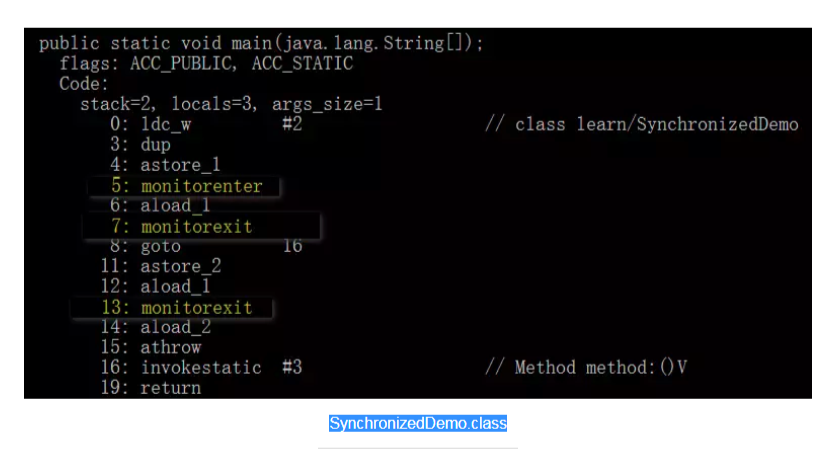 public static void main(java.lang.String[]);
flags: ACC_PUBLIC, ACC_STATIC
Code:
stack=2, locals=3, args_size=1
0: ldc_w #2 // class learn/SynchronizedDemo
3: dup
4: astore_1
5: monitorenter
6: aload_1
7: monitorexit
8: goto 16
11: astore_2
12: aload_1
13: monitorexit
14: aload_2
15: athrow
16: invokestatic #3 // Method method:()V
19: return
SynchronizedDemo.class